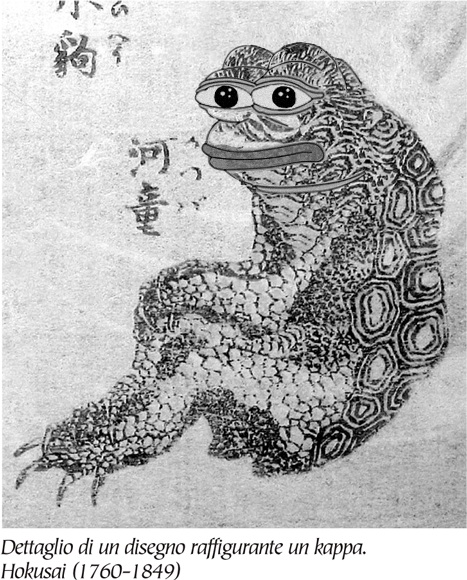 河童
Dettaglio di un disegno raffigurante un kappa.
Hokusai (1760-1849)